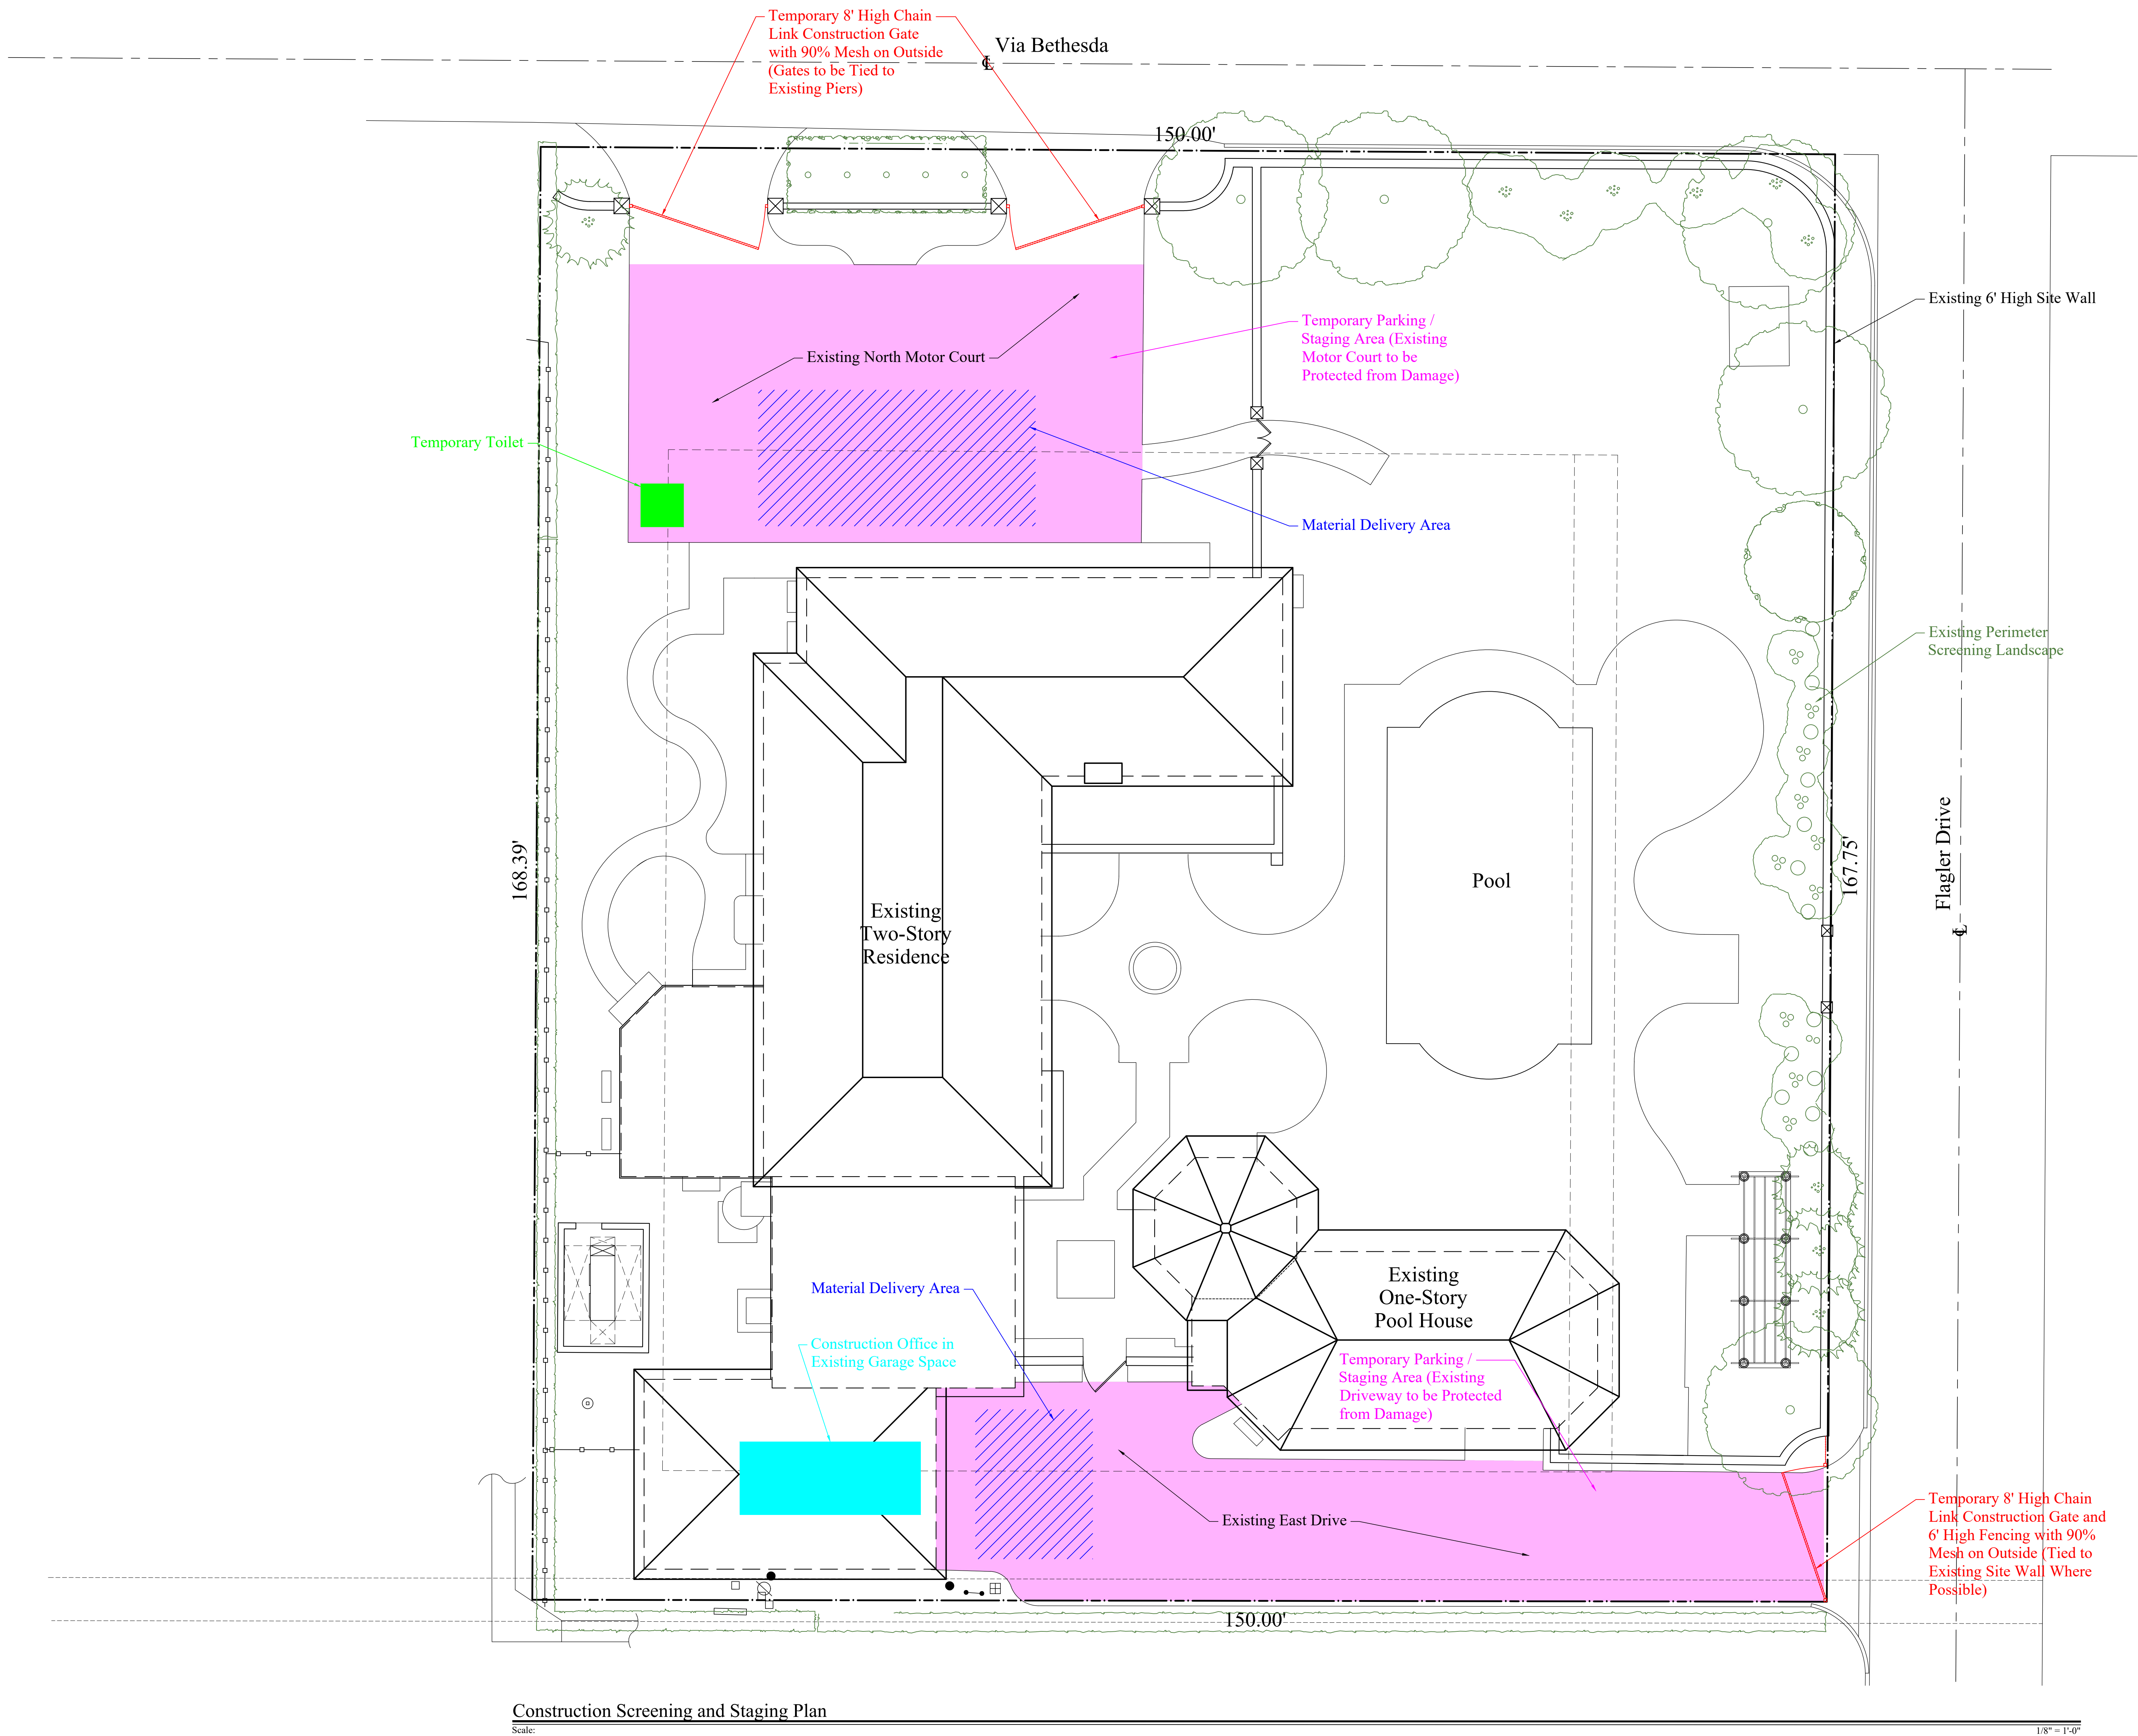 Temporary 8' High Chain
Link Construction Gate
with 90% Mesh on Outside
(Gates to be Tied to
Existing Piers)
Via Bethesda
150.00'
Existing 6' High Site Wall
Temporary Parking /
Staging Area (Existing
Motor Court to be
Protected from Damage)
Existing North Motor Court
Temporary Toilet
Material Delivery Area
Existing Perimeter
Screening Landscape
168.39'
Flagler Drive
167.75'
Pool
Existing
Two-Story
Residence
Existing
One-Story
Pool House
Material Delivery Area
Construction Office in
Existing Garage Space
Temporary Parking /
Staging Area (Existing
Driveway to be Protected
from Damage)
Existing East Drive
Temporary 8' High Chain
Link Construction Gate and
6' High Fencing with 90%
Mesh on Outside (Tied to
Existing Site Wall Where
Possible)
150.00'
Construction Screening and Staging Plan
Scale:
1/8" = 1'-0"